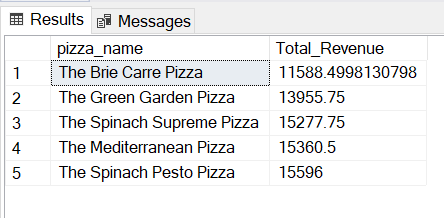 Results Messages
pizza_name Total_Revenue
1 The Brie Carre Pizza 11588.4998130798
2 The Green Garden Pizza 13955.75
3 The Spinach Supreme Pizza 15277.75
4 The Mediterranean Pizza 15360.5
5 The Spinach Pesto Pizza 15596